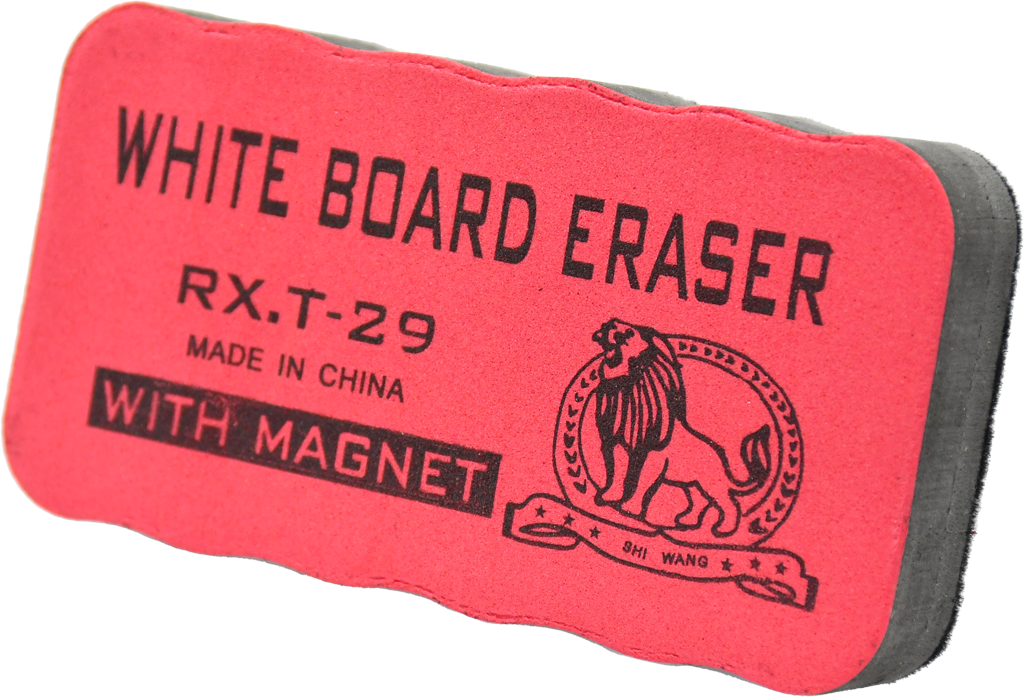 WHITE BOARD ERASER
RX.T-29
MADE IN CHINA
WITH MAGNET
SHI WANG